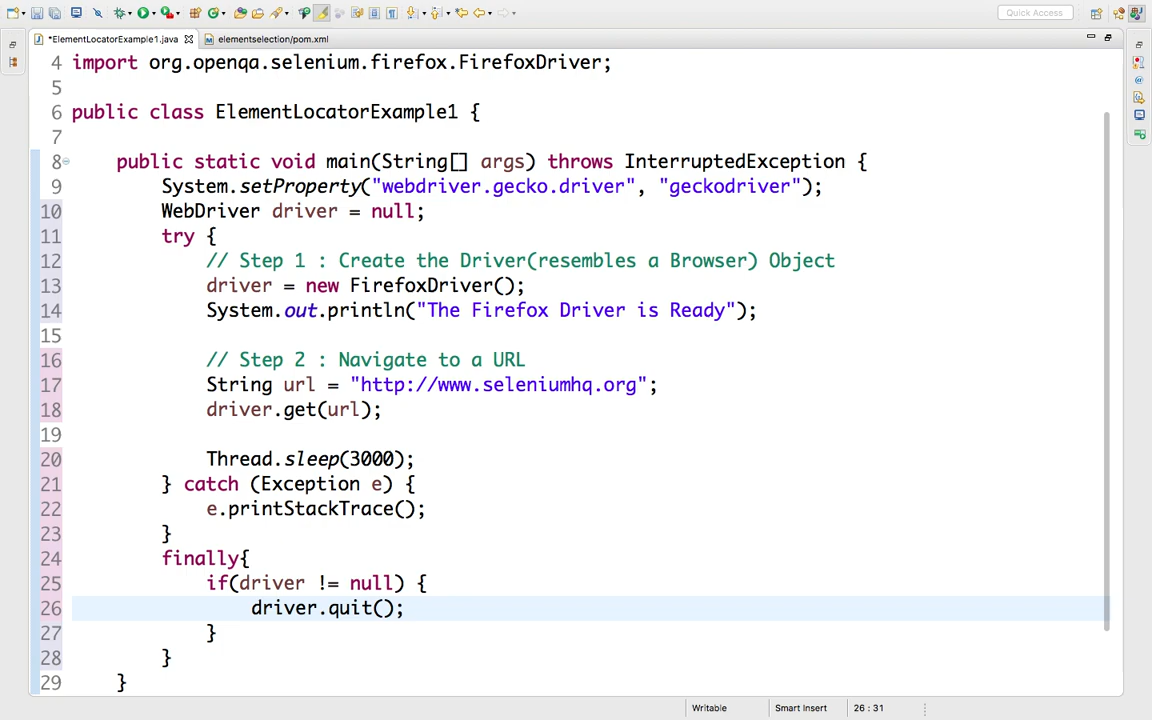 Quick Access
*ElementLocatorExample1.java
elementselection/pom.xml
4 import org.openqa.selenium.firefox.FirefoxDriver;
5
6 public class ElementLocatorExample1 {
7
8 public static void main(String[] args) throws InterruptedException {
9 System.setProperty("webdriver.gecko.driver", "geckodriver");
10 WebDriver driver = null;
11 try {
12 // Step 1 : Create the Driver(resembles a Browser) Object
13 driver = new FirefoxDriver();
14 System.out.println("The Firefox Driver is Ready");
15
16 // Step 2 : Navigate to a URL
17 String url = "http://www.seleniumhq.org";
18 driver.get(url);
19
20 Thread.sleep(3000);
21 } catch (Exception e) {
22 e.printStackTrace();
23 }
24 finally{
25 if(driver != null) {
26 driver.quit();
27 }
28 }
29 }
Writable Smart Insert 26 : 31